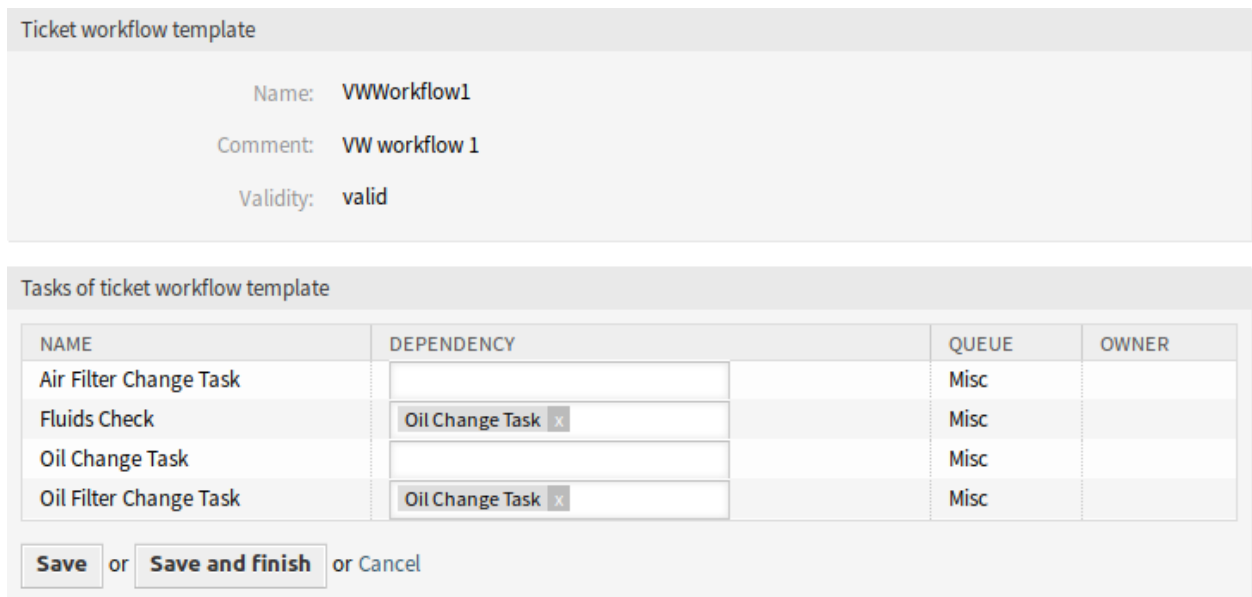 Ticket workflow template
Name: VWWorkflow1
Comment: VW workflow 1
Validity: valid
Tasks of ticket workflow template
NAME DEPENDENCY QUEUE OWNER
Air Filter Change Task Misc
Fluids Check Oil Change Task x Misc
Oil Change Task Misc
Oil Filter Change Task Oil Change Task x Misc
Save or Save and finish or Cancel